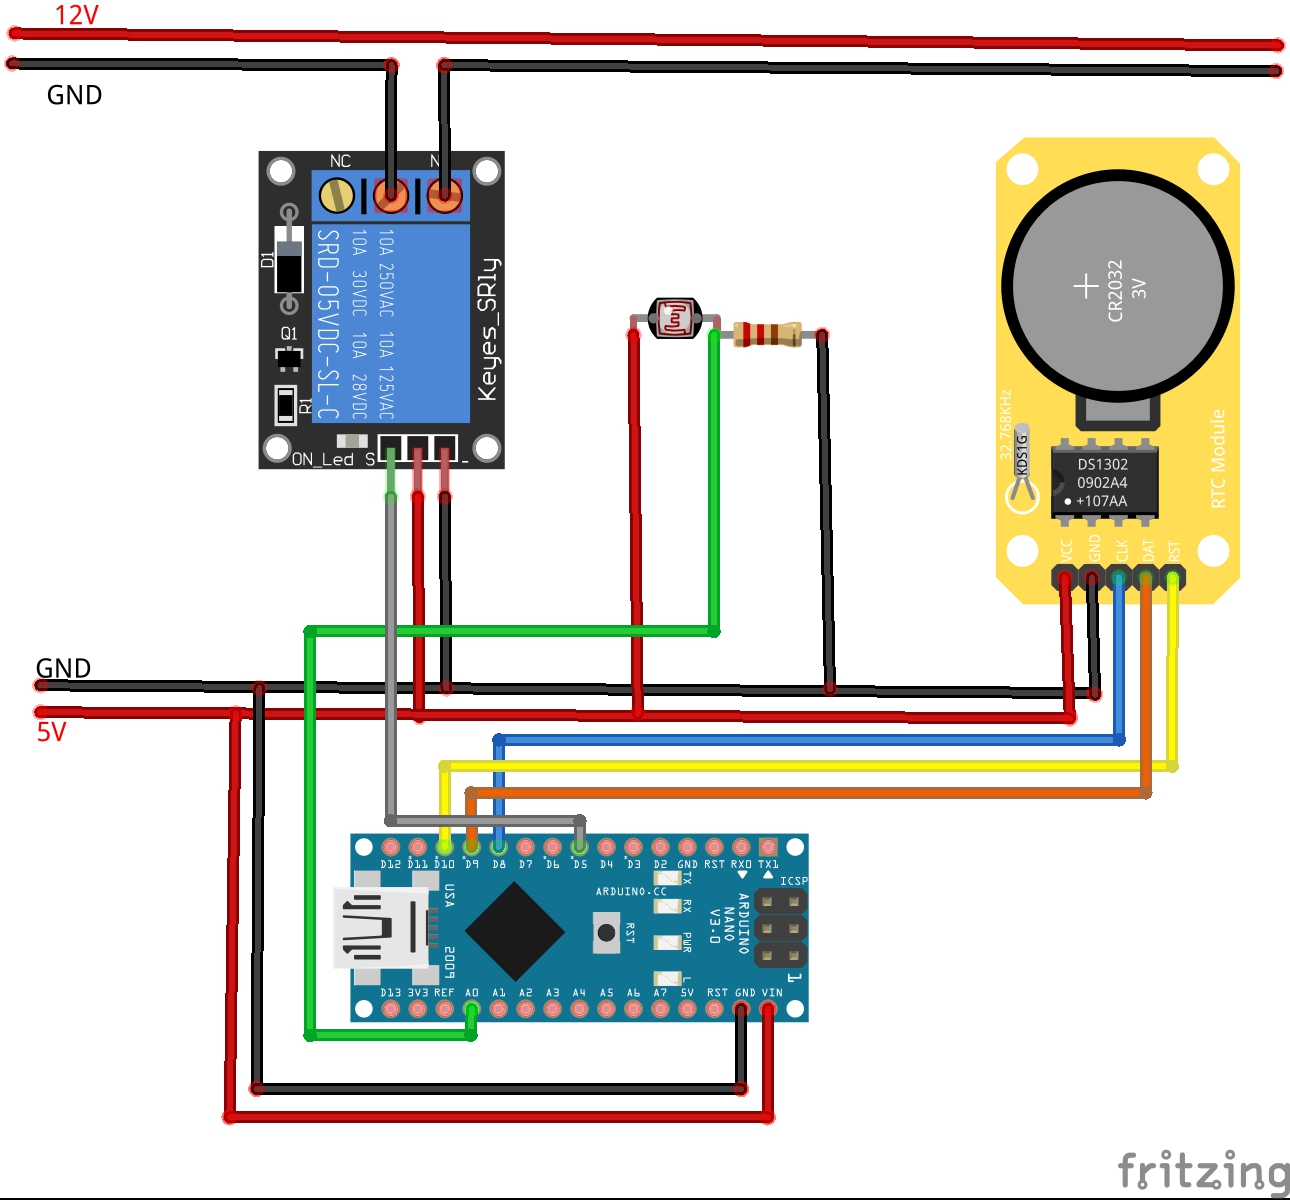 12V
GND
NC
N
D1
Q1
R1
SRD-05VDC-SL-C
10A 30VDC 10A 28VDC
10A 250VAC 10A 125VAC
Keyes_SRly
ON_Led S
-
CR2032
3V
32.768KHz
KDS1G
DS1302
0902A4
+107AA
RTC Module
VCC
GND
CLK
DAT
RST
GND
5V
D12 D11 D10 D9 D8 D7 D6 D5 D4 D3 D2 GND RST RX0 TX1
USA
2009
ARDUINO.CC
RST
TX
RX
PWR
L
ARDUINO
NANO
V3.0
ICSP
1
D13 3V3 REF A0 A1 A2 A3 A4 A5 A6 A7 5V RST GND VIN
fritzing